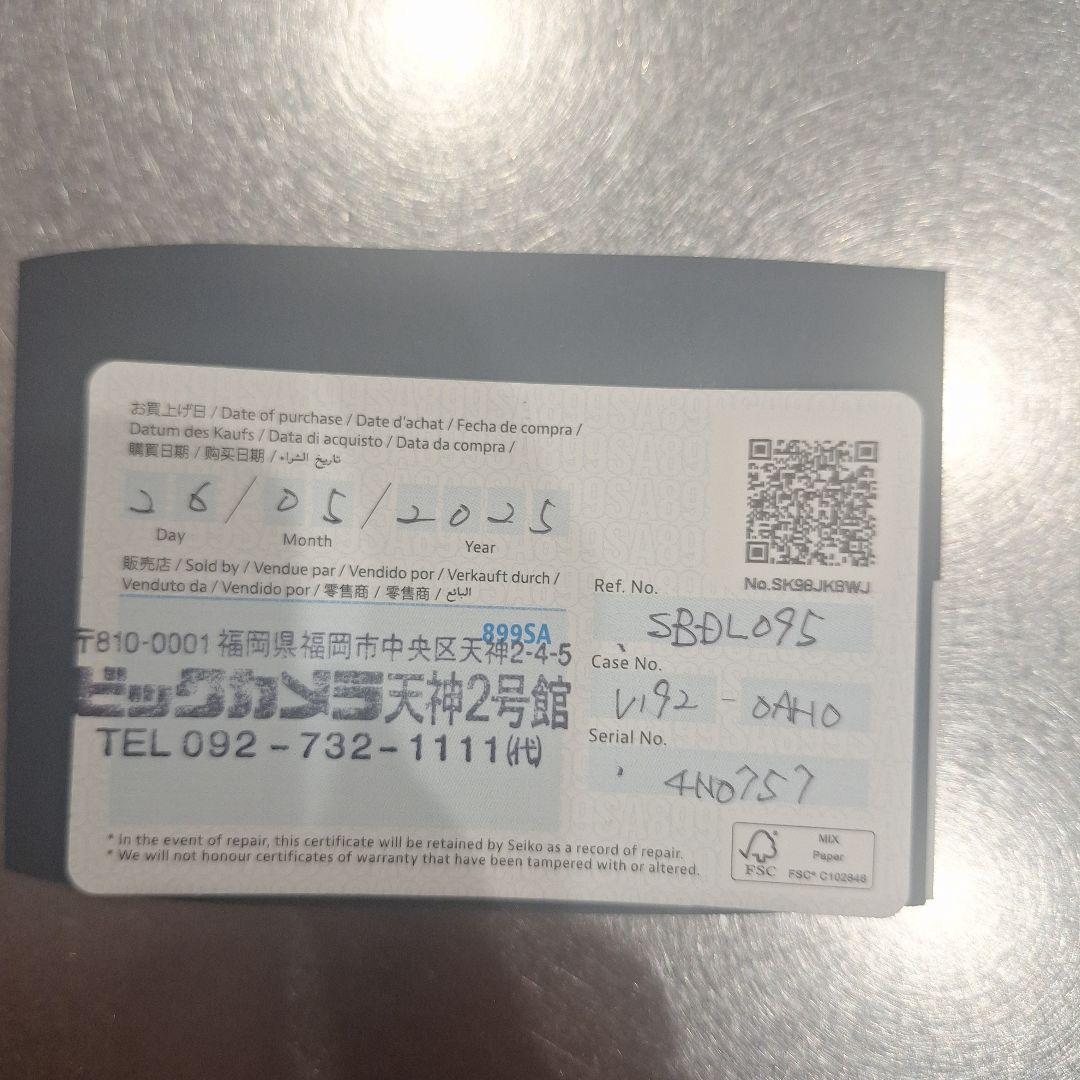 お買上げ日 / Date of purchase / Date d'achat / Fecha de compra /
Datum des Kaufs / Data di acquisto / Data da compra /
購買日期 / 购买日期 / تاريخ الشراء
26 / 05 / 2025
Day Month Year
販売店 / Sold by / Vendue par / Vendido por / Verkauft durch /
Venduto da / Vendido por / 零售商 / 零售商 / البائع
899SA
〒810-0001 福岡県福岡市中央区天神2-4-5
ビックカメラ天神2号館
TEL 092-732-1111(代)
No.SK98JK8WJ
Ref. No.
SBDL095
Case No.
V192 - 0AH0
Serial No.
4N0757
* In the event of repair, this certificate will be retained by Seiko as a record of repair.
* We will not honour certificates of warranty that have been tampered with or altered.
FSC
MIX
Paper
FSC® C102848